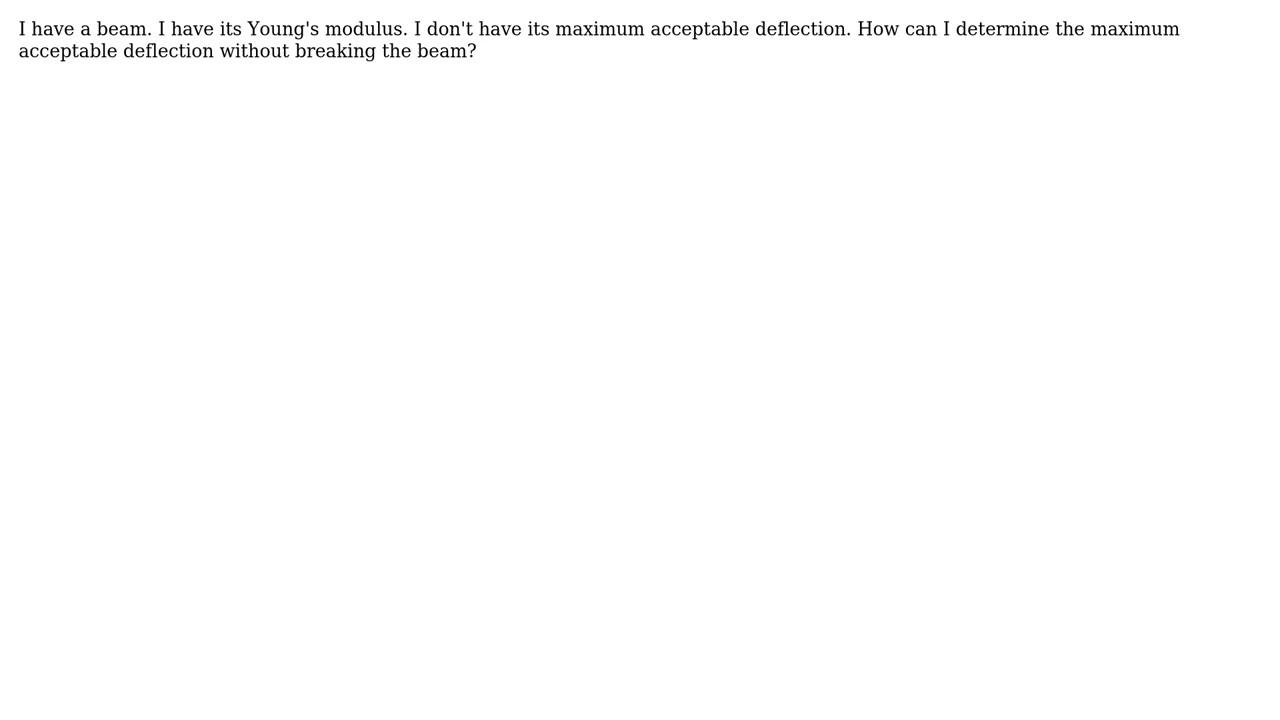 I have a beam. I have its Young's modulus. I don't have its maximum acceptable deflection. How can I determine the maximum
acceptable deflection without breaking the beam?